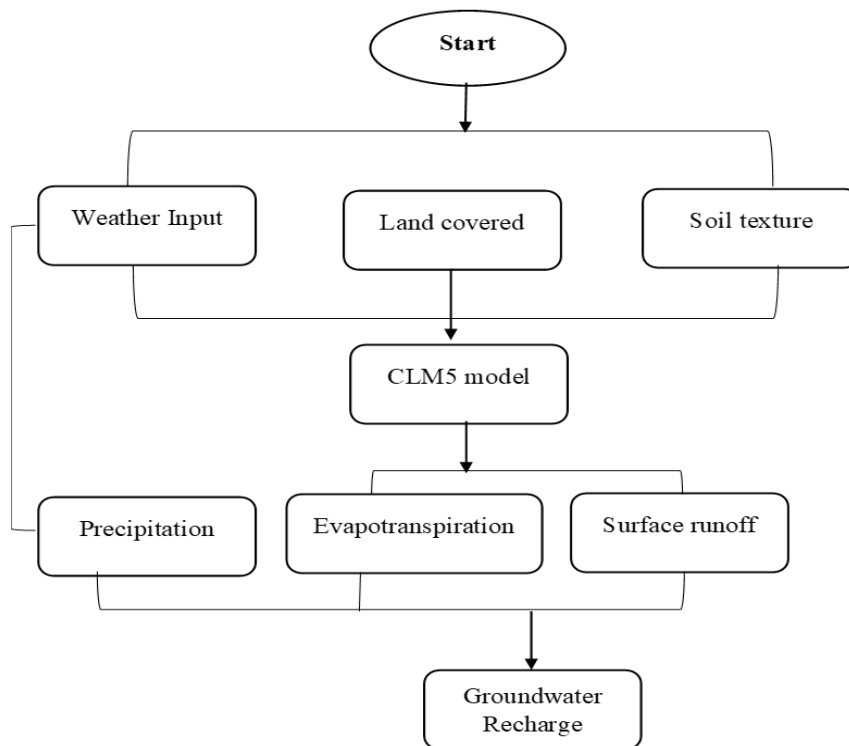 Start
Weather Input
Land covered
Soil texture
CLM5 model
Precipitation
Evapotranspiration
Surface runoff
Groundwater
Recharge